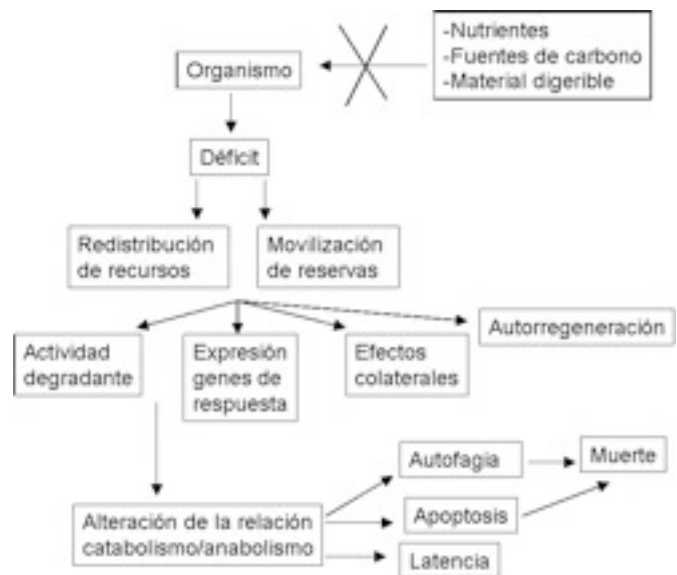 -Nutrientes
-Fuentes de carbono
-Material digerible
Organismo
Déficit
Redistribución
de recursos
Movilización
de reservas
Autorregeneración
Actividad
degradante
Expresión
genes de
respuesta
Efectos
colaterales
Autofagia
Muerte
Apoptosis
Alteración de la relación
catabolismo/anabolismo
Latencia